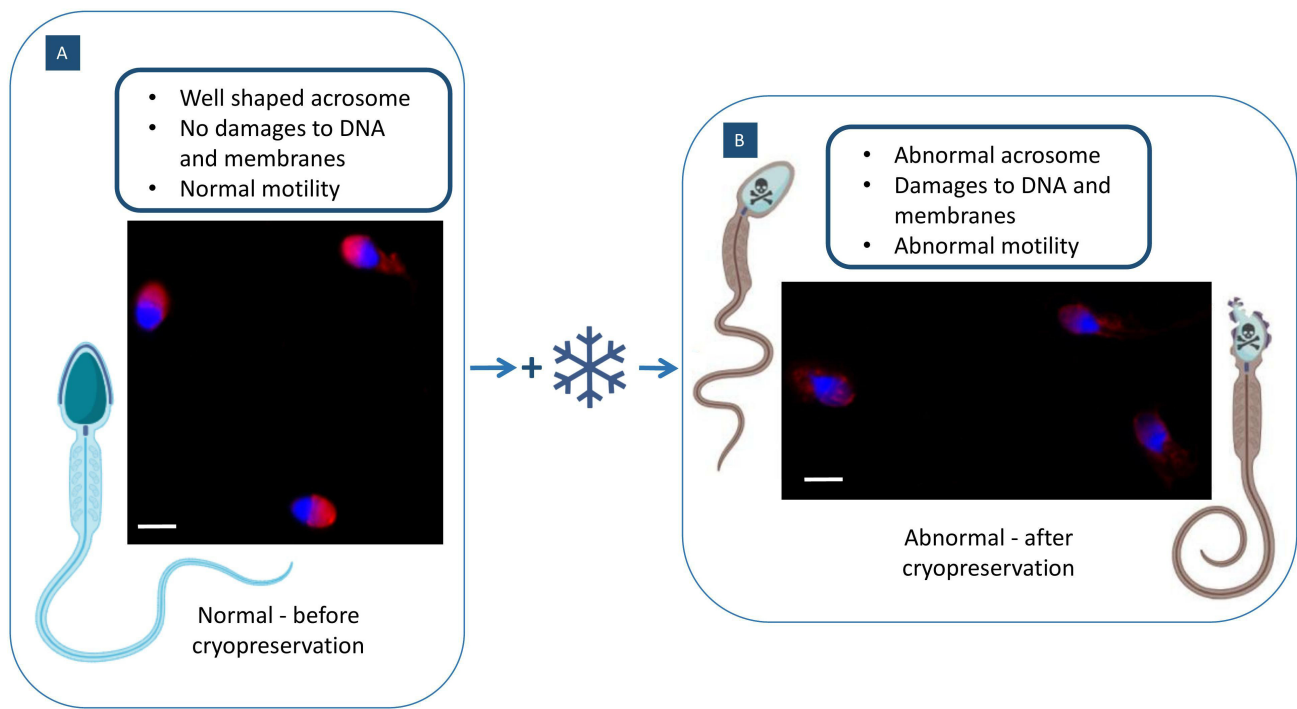 A
• Well shaped acrosome
• No damages to DNA
and membranes
• Normal motility
Normal - before
cryopreservation
+
B
• Abnormal acrosome
• Damages to DNA and
membranes
• Abnormal motility
Abnormal - after
cryopreservation